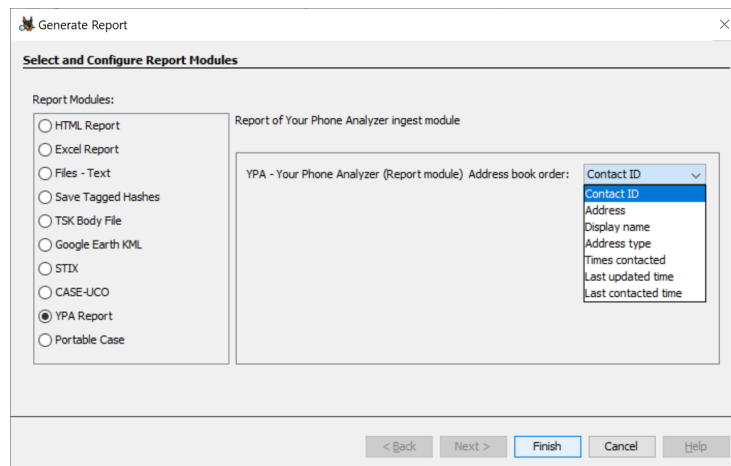 Generate Report
Select and Configure Report Modules
Report Modules:
HTML Report
Excel Report
Files - Text
Save Tagged Hashes
TSK Body File
Google Earth KML
STIX
CASE-UCO
YPA Report
Portable Case
Report of Your Phone Analyzer ingest module
YPA - Your Phone Analyzer (Report module) Address book order: Contact ID
Contact ID
Address
Display name
Address type
Times contacted
Last updated time
Last contacted time
< Back Next > Finish Cancel Help